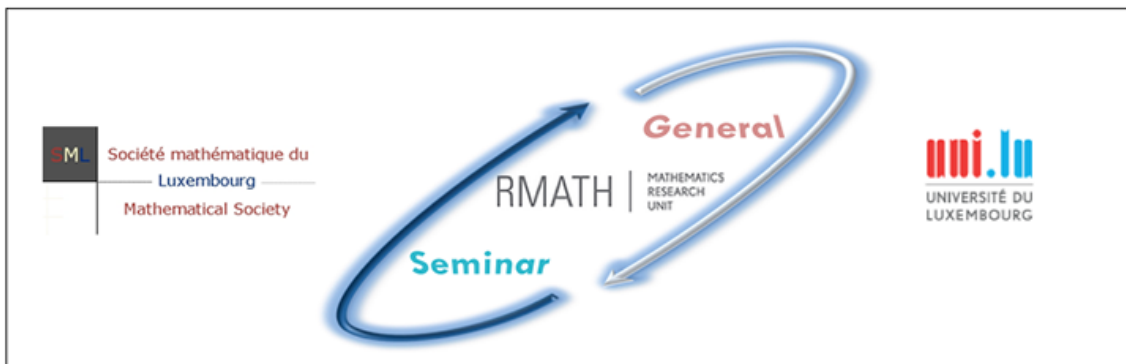 SML
Société mathématique du
Luxembourg
Mathematical Society
General
RMATH
MATHEMATICS
RESEARCH
UNIT
Seminar
uni.lu
UNIVERSITÉ DU
LUXEMBOURG